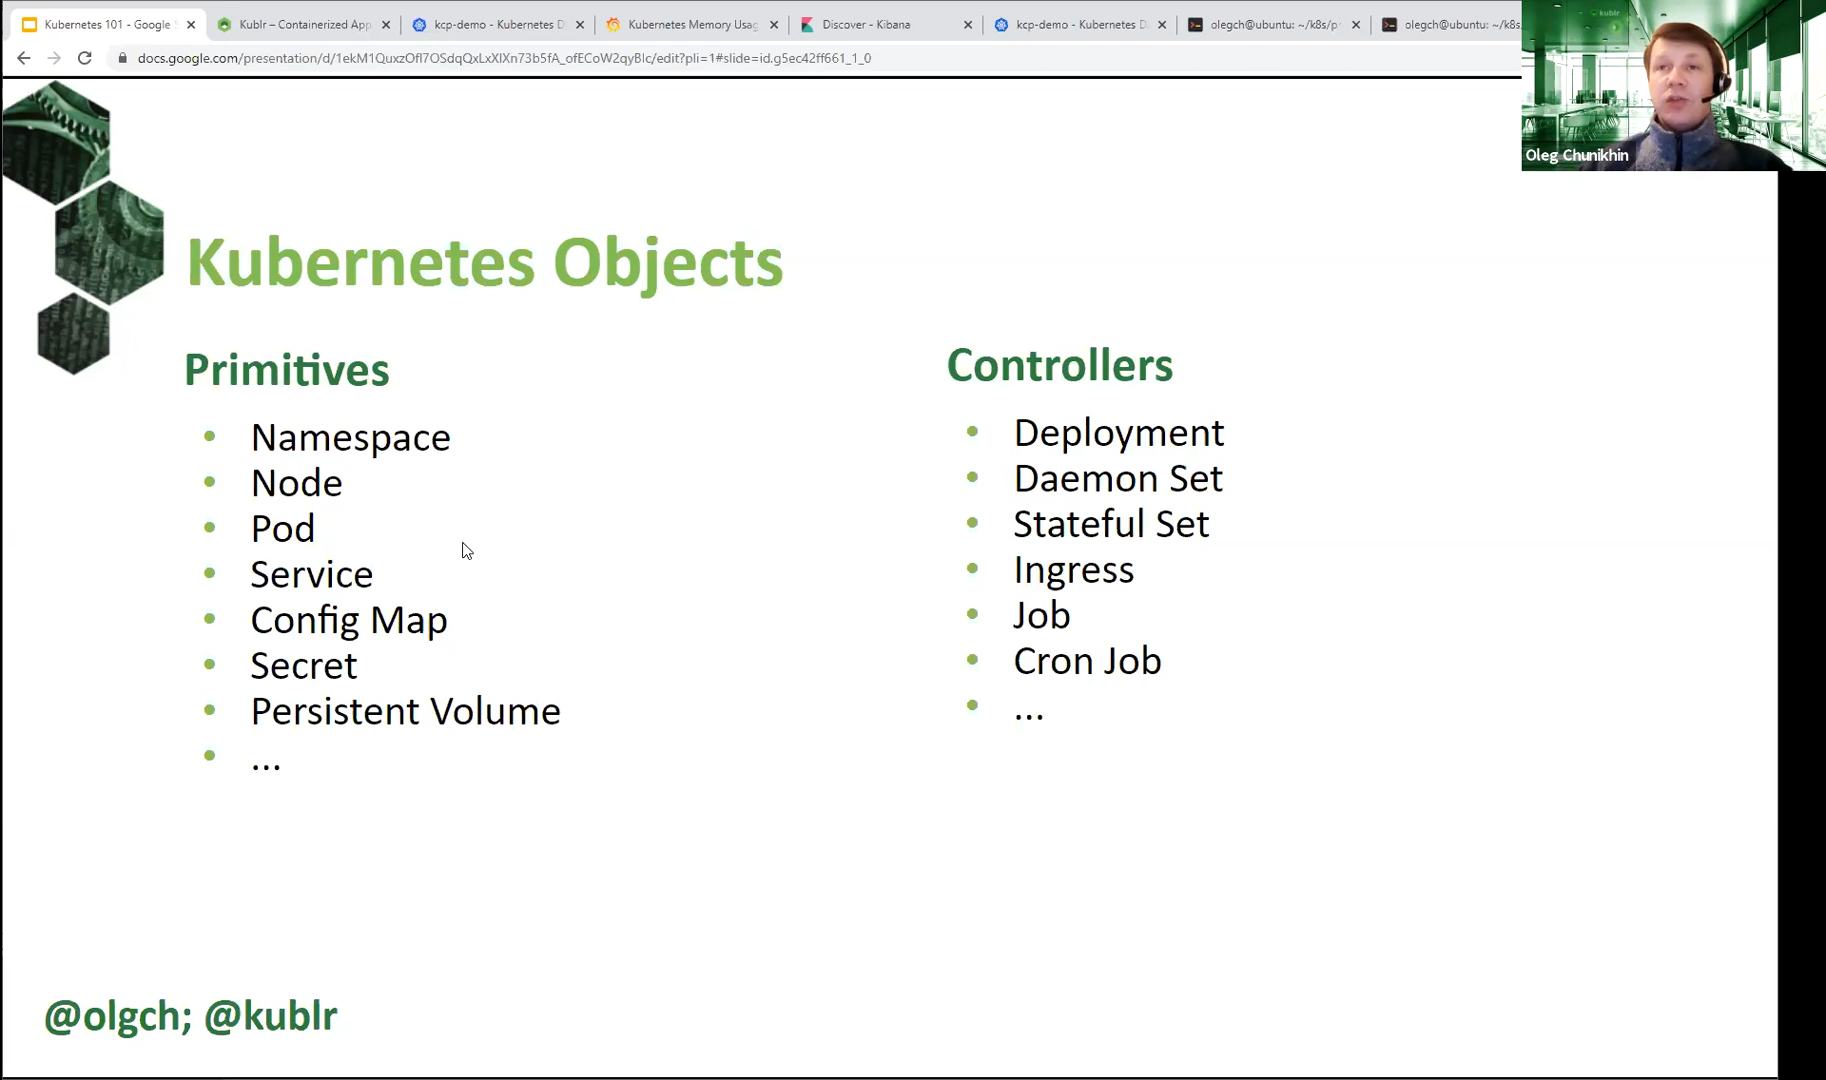 Kubernetes 101 - Google
Kublr – Containerized App
kcp-demo - Kubernetes D
Kubernetes Memory Usag
Discover - Kibana
kcp-demo - Kubernetes D
olegch@ubuntu: ~/k8s/p
olegch@ubuntu: ~/k8s
kublr
docs.google.com/presentation/d/1ekM1QuxzOfl7OSdqQxLxXIXn73b5fA_ofECoW2qyBlc/edit?pli=1#slide=id.g5ec42ff661_1_0
Oleg Chunikhin
Kubernetes Objects
Primitives
• Namespace
• Node
• Pod
• Service
• Config Map
• Secret
• Persistent Volume
• ...
Controllers
• Deployment
• Daemon Set
• Stateful Set
• Ingress
• Job
• Cron Job
• ...
@olgch; @kublr